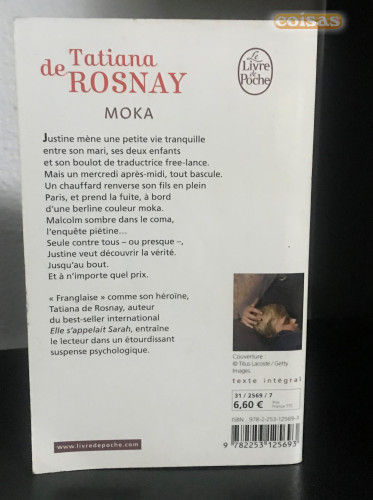 coisas
Tatiana
de ROSNAY
Le
Livre
de
Poche
MOKA
Justine mène une petite vie tranquille
entre son mari, ses deux enfants
et son boulot de traductrice free-lance.
Mais un mercredi après-midi, tout bascule.
Un chauffard renverse son fils en plein
Paris, et prend la fuite, à bord
d'une berline couleur moka.
Malcolm sombre dans le coma,
l'enquête piétine…
Seule contre tous – ou presque –,
Justine veut découvrir la vérité.
Jusqu'au bout.
Et à n'importe quel prix.
« Franglaise » comme son héroïne,
Tatiana de Rosnay, auteur
du best-seller international
Elle s'appelait Sarah, entraîne
le lecteur dans un étourdissant
suspense psychologique.
Couverture :
© Titus Lacoste / Getty
Images.
texte intégral
31 / 2569 / 7
6,60 € Prix
France TTC
ISBN : 978-2-253-12569-3
www.livredepoche.com
9 782253 125693